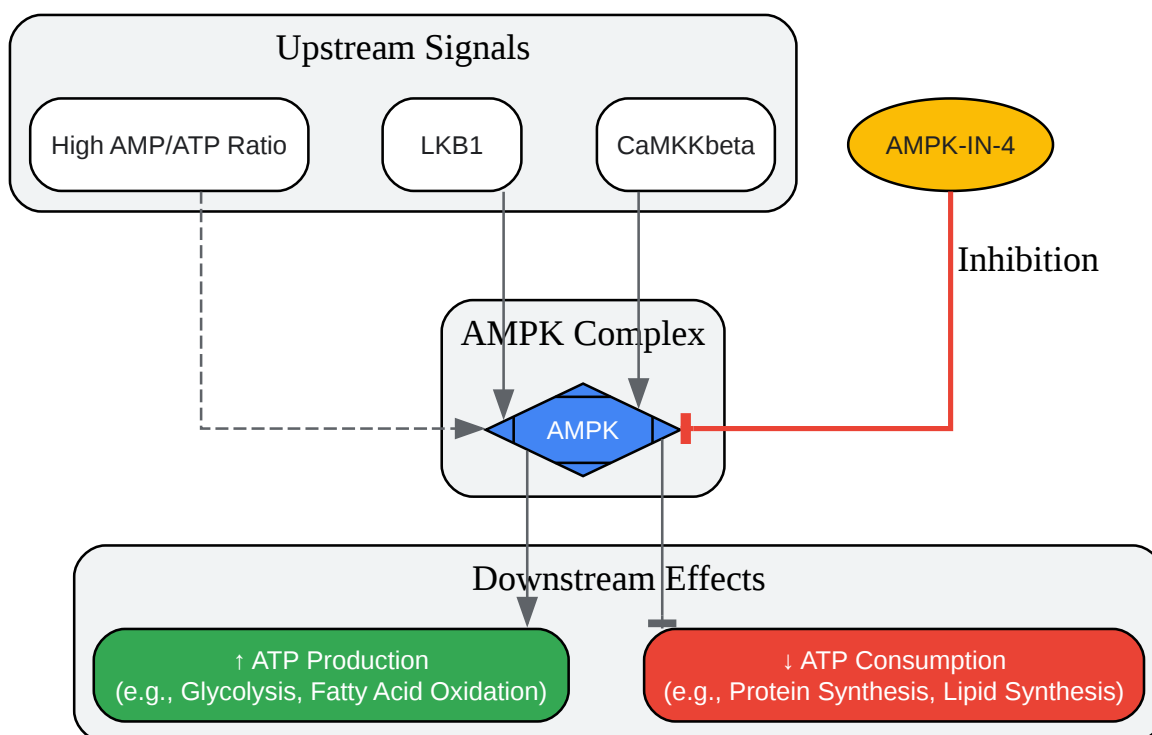 Upstream Signals
High AMP/ATP Ratio
LKB1
CaMKKbeta
AMPK-IN-4
Inhibition
AMPK Complex
AMPK
Downstream Effects
↑ ATP Production
(e.g., Glycolysis, Fatty Acid Oxidation)
↓ ATP Consumption
(e.g., Protein Synthesis, Lipid Synthesis)